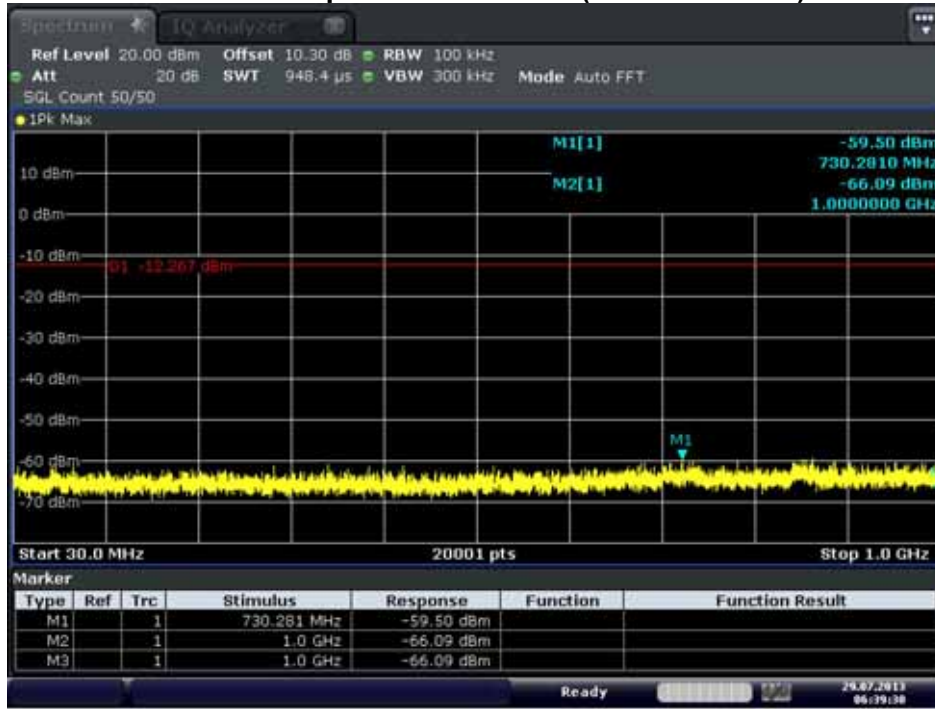 Spectrum IQ Analyzer
Ref Level 20.00 dBm Offset 10.30 dB RBW 100 kHz
Att 20 dB SWT 948.4 µs VBW 300 kHz Mode Auto FFT
SGL Count 50/50
1Pk Max
M1[1] -59.50 dBm
730.2810 MHz
M2[1] -66.09 dBm
1.0000000 GHz
10 dBm
0 dBm
-10 dBm
D1 -12.267 dBm
-20 dBm
-30 dBm
-40 dBm
-50 dBm
M1
-60 dBm
-70 dBm
Start 30.0 MHz 20001 pts Stop 1.0 GHz
Marker
Type Ref Trc Stimulus Response Function Function Result
M1 1 730.281 MHz -59.50 dBm
M2 1 1.0 GHz -66.09 dBm
M3 1 1.0 GHz -66.09 dBm
Ready 29.07.2013
06:39:30